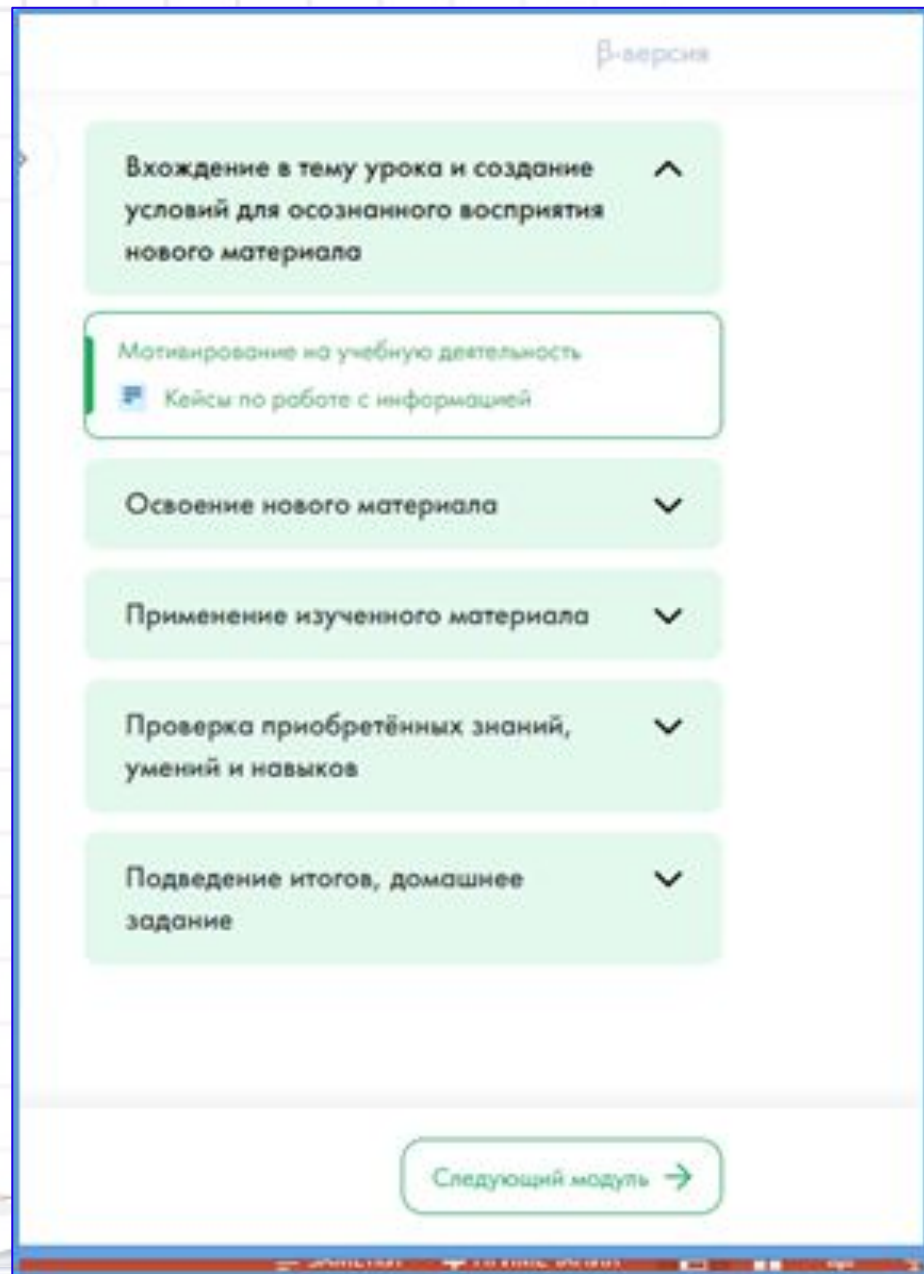 β-версия
Вхождение в тему урока и создание
условий для осознанного восприятия
нового материала
Мотивирование на учебную деятельность
Кейсы по работе с информацией
Освоение нового материала
Применение изученного материала
Проверка приобретённых знаний,
умений и навыков
Подведение итогов, домашнее
задание
Следующий модуль